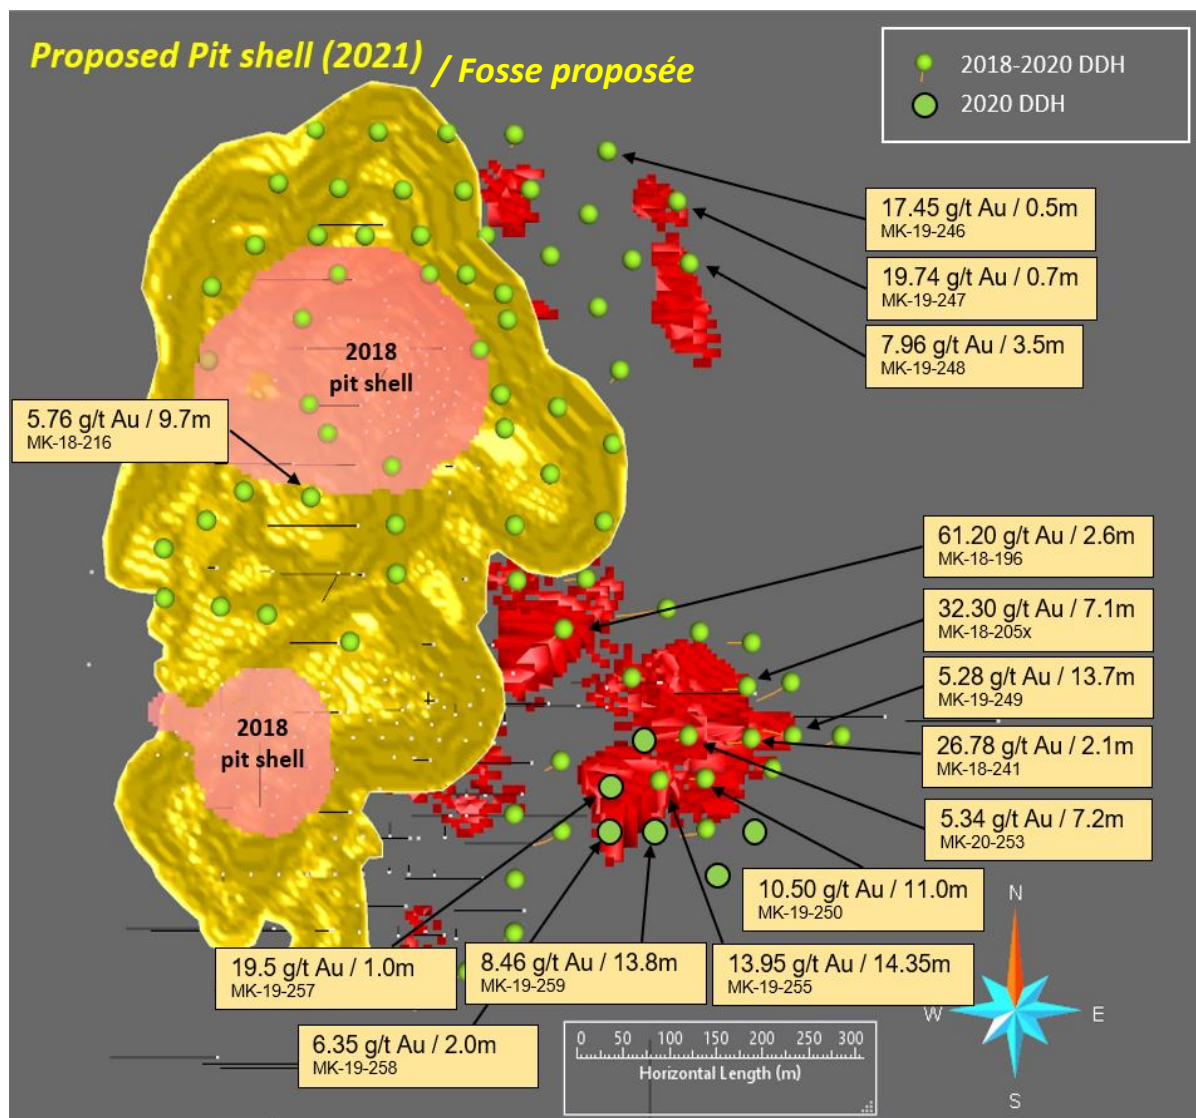 Proposed Pit shell (2021) / Fosse proposée
2018-2020 DDH
2020 DDH
17.45 g/t Au / 0.5m
MK-19-246
19.74 g/t Au / 0.7m
MK-19-247
7.96 g/t Au / 3.5m
MK-19-248
2018
pit shell
5.76 g/t Au / 9.7m
MK-18-216
61.20 g/t Au / 2.6m
MK-18-196
32.30 g/t Au / 7.1m
MK-18-205x
5.28 g/t Au / 13.7m
MK-19-249
26.78 g/t Au / 2.1m
MK-18-241
5.34 g/t Au / 7.2m
MK-20-253
2018
pit shell
10.50 g/t Au / 11.0m
MK-19-250
19.5 g/t Au / 1.0m
MK-19-257
8.46 g/t Au / 13.8m
MK-19-259
13.95 g/t Au / 14.35m
MK-19-255
6.35 g/t Au / 2.0m
MK-19-258
N
W E
S
0 50 100 150 200 250 300
Horizontal Length (m)